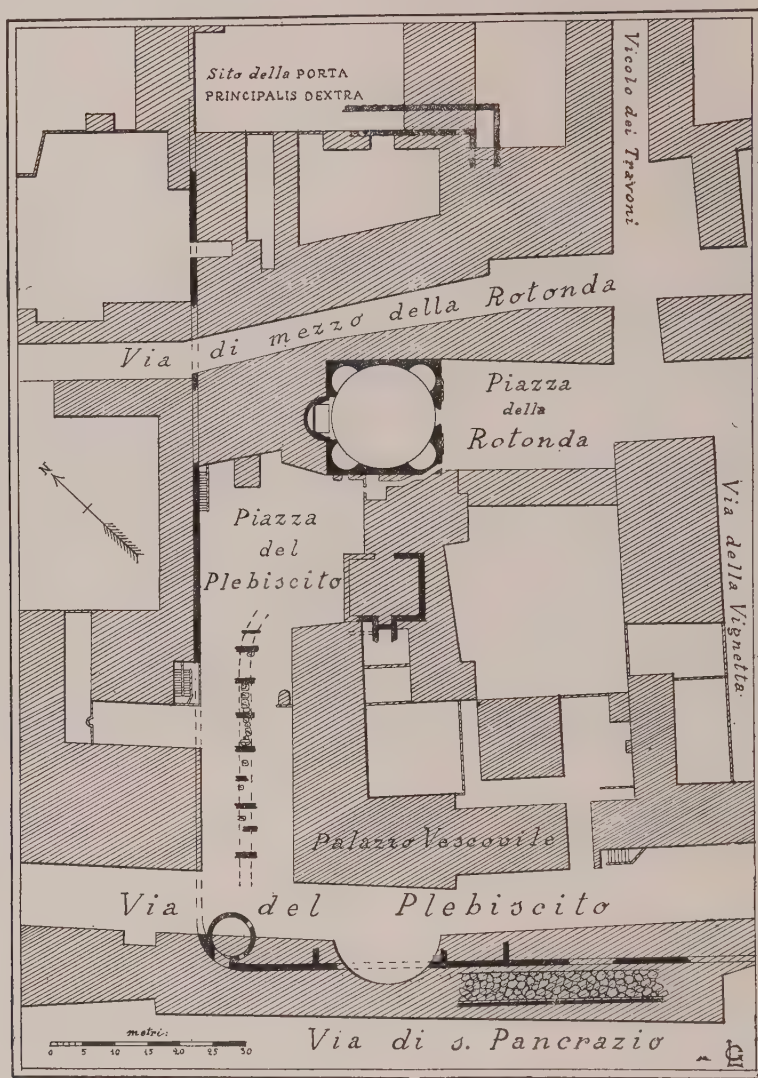 Sito della PORTA
PRINCIPALIS DEXTRA
Vicolo dei Travoni
Via di mezzo della Rotonda
Piazza
della
Rotonda
N
Piazza
del
Plebiscito
Via della Vignetta.
Palazzo Vescovile
Via del Plebiscito
metri:
0 5 10 15 20 25 30
Via di s. Pancrazio